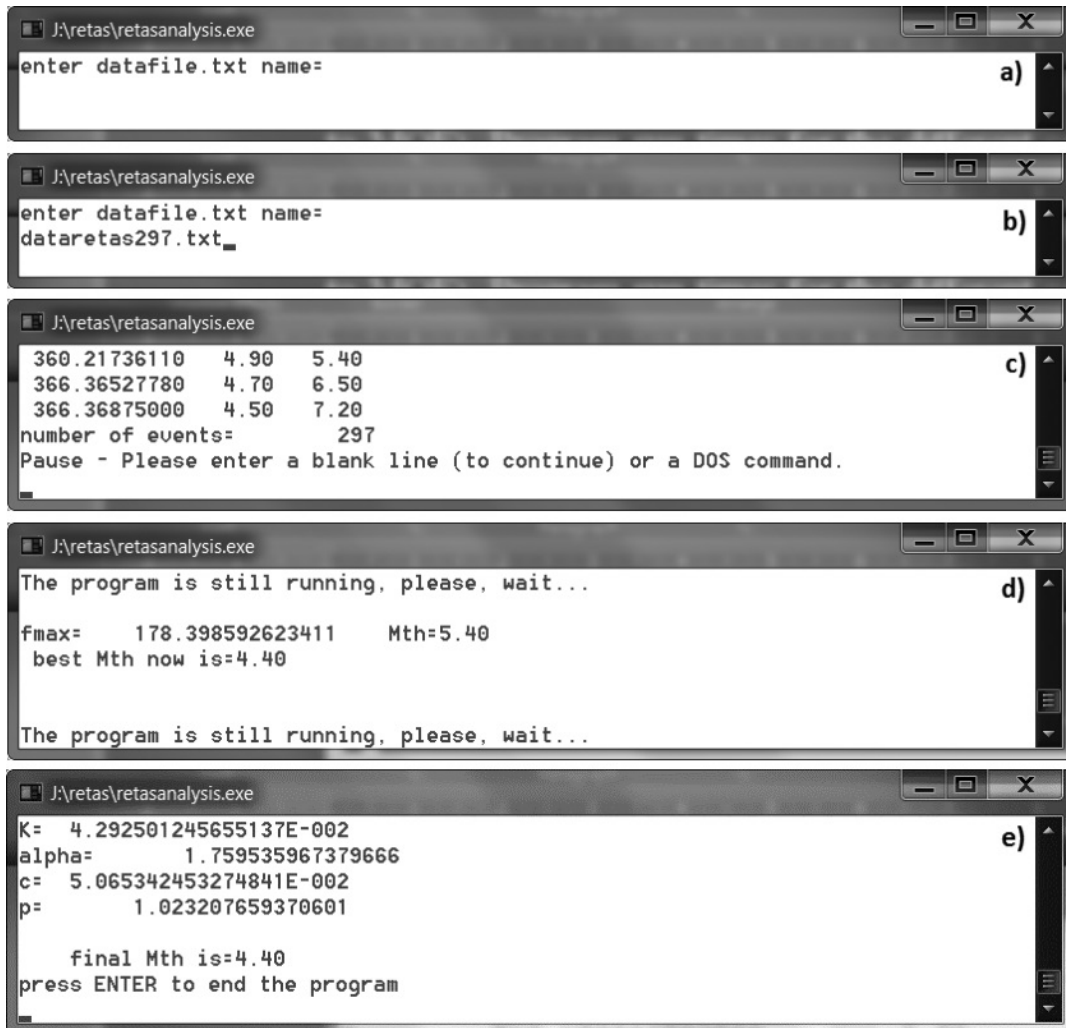 J:\retas\retasanalysis.exe
enter datafile.txt name=
a)
J:\retas\retasanalysis.exe
enter datafile.txt name=
b)
dataretas297.txt
J:\retas\retasanalysis.exe
360.21736110 4.90 5.40
c)
366.36527780 4.70 6.50
366.36875000 4.50 7.20
number of events= 297
Pause - Please enter a blank line (to continue) or a DOS command.
J:\retas\retasanalysis.exe
The program is still running, please, wait...
d)
fmax= 178.398592623411 Mth=5.40
best Mth now is=4.40
The program is still running, please, wait...
J:\retas\retasanalysis.exe
K= 4.292501245655137E-002
e)
alpha= 1.759535967379666
c= 5.065342453274841E-002
p= 1.023207659370601
final Mth is=4.40
press ENTER to end the program